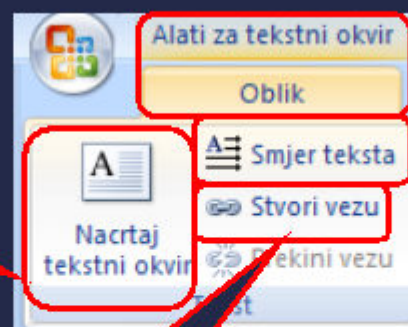 Alati za tekstni okvir
Oblik
A
Smjer teksta
A
Stvori vezu
Nacrtaj
tekstni okvir
vezu